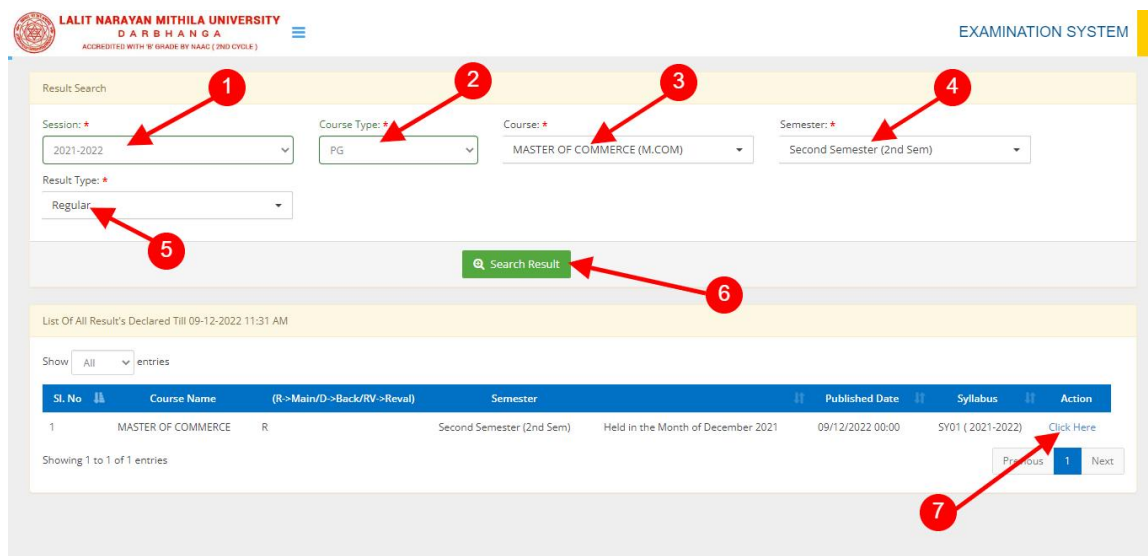 LALIT NARAYAN MITHILA UNIVERSITY
DARBHANGA
ACCREDITED WITH 'B' GRADE BY NAAC ( 2ND CYCLE )
EXAMINATION SYSTEM
Result Search
1
2
3
4
Session: *
Course Type: *
Course: *
Semester: *
2021-2022
PG
MASTER OF COMMERCE (M.COM)
Second Semester (2nd Sem)
Result Type: *
Regular
5
Search Result
6
List Of All Result's Declared Till 09-12-2022 11:31 AM
Show All entries
Sl. No Course Name (R->Main/D->Back/RV->Reval) Semester Published Date Syllabus Action
1 MASTER OF COMMERCE R Second Semester (2nd Sem) Held in the Month of December 2021 09/12/2022 00:00 SY01 ( 2021-2022) Click Here
Showing 1 to 1 of 1 entries
Previous 1 Next
7